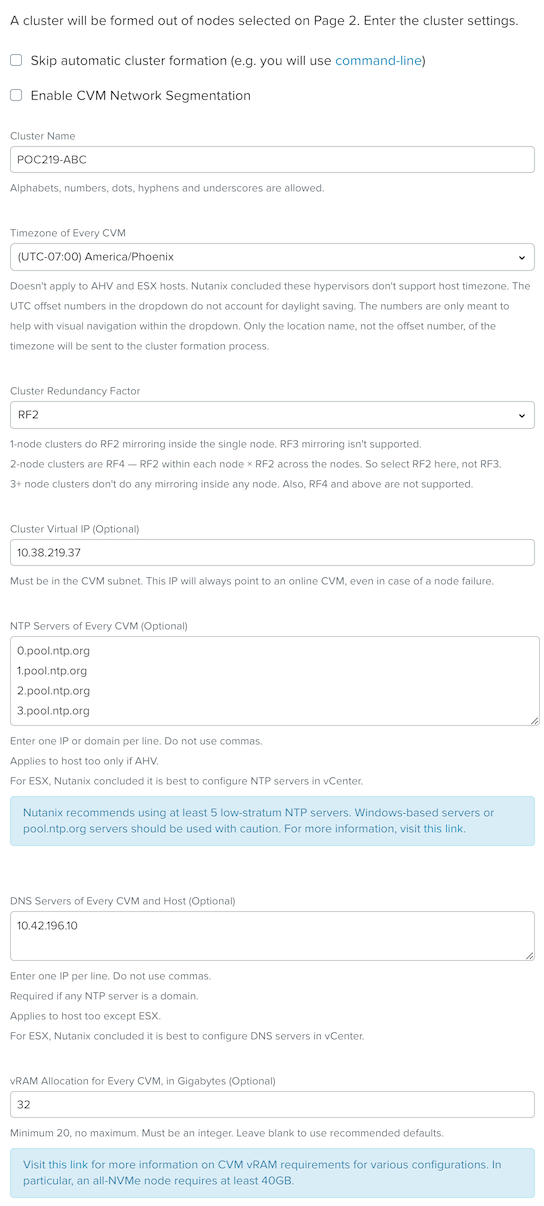 A cluster will be formed out of nodes selected on Page 2. Enter the cluster settings.
Skip automatic cluster formation (e.g. you will use command-line)
Enable CVM Network Segmentation
Cluster Name
POC219-ABC
Alphabets, numbers, dots, hyphens and underscores are allowed.
Timezone of Every CVM
(UTC-07:00) America/Phoenix
Doesn't apply to AHV and ESX hosts. Nutanix concluded these hypervisors don't support host timezone. The
UTC offset numbers in the dropdown do not account for daylight saving. The numbers are only meant to
help with visual navigation within the dropdown. Only the location name, not the offset number, of the
timezone will be sent to the cluster formation process.
Cluster Redundancy Factor
RF2
1-node clusters do RF2 mirroring inside the single node. RF3 mirroring isn't supported.
2-node clusters are RF4 — RF2 within each node × RF2 across the nodes. So select RF2 here, not RF3.
3+ node clusters don't do any mirroring inside any node. Also, RF4 and above are not supported.
Cluster Virtual IP (Optional)
10.38.219.37
Must be in the CVM subnet. This IP will always point to an online CVM, even in case of a node failure.
NTP Servers of Every CVM (Optional)
0.pool.ntp.org
1.pool.ntp.org
2.pool.ntp.org
3.pool.ntp.org
Enter one IP or domain per line. Do not use commas.
Applies to host too only if AHV.
For ESX, Nutanix concluded it is best to configure NTP servers in vCenter.
Nutanix recommends using at least 5 low-stratum NTP servers. Windows-based servers or
pool.ntp.org servers should be used with caution. For more information, visit this link.
DNS Servers of Every CVM and Host (Optional)
10.42.196.10
Enter one IP per line. Do not use commas.
Required if any NTP server is a domain.
Applies to host too except ESX.
For ESX, Nutanix concluded it is best to configure DNS servers in vCenter.
vRAM Allocation for Every CVM, in Gigabytes (Optional)
32
Minimum 20, no maximum. Must be an integer. Leave blank to use recommended defaults.
Visit this link for more information on CVM vRAM requirements for various configurations. In
particular, an all-NVMe node requires at least 40GB.